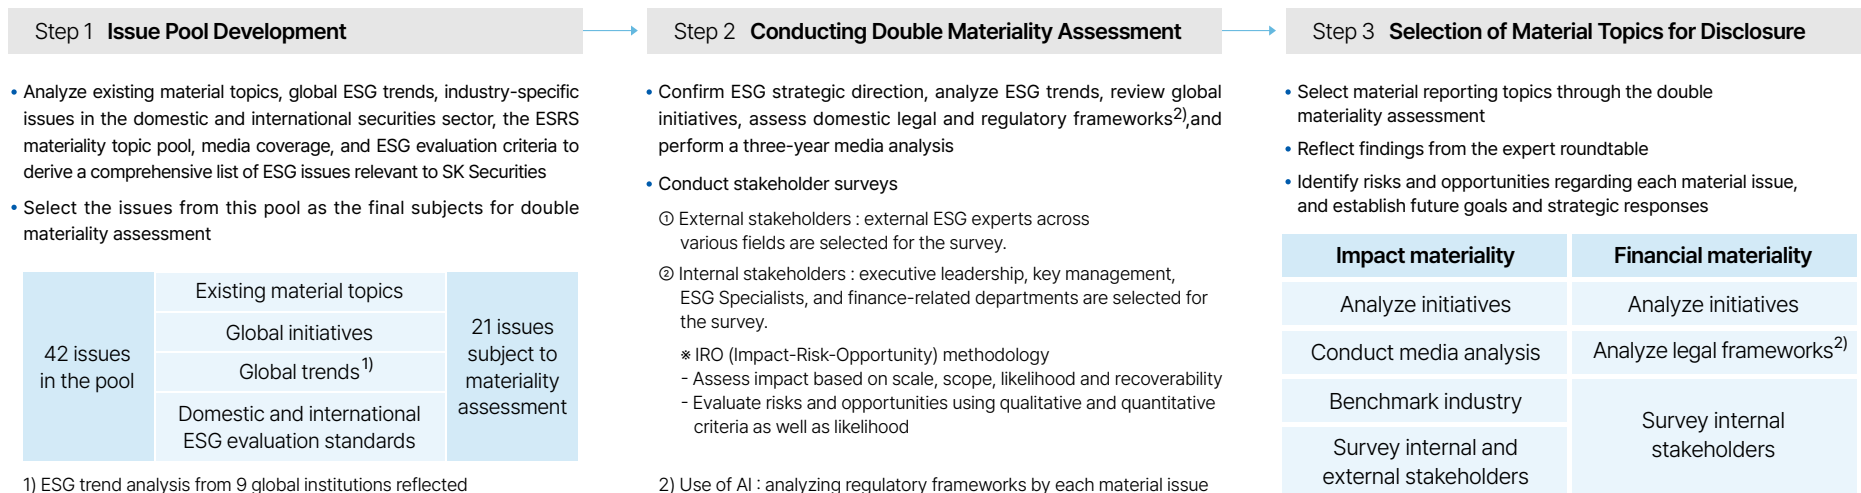 Step 1 Issue Pool Development
• Analyze existing material topics, global ESG trends, industry-specific
issues in the domestic and international securities sector, the ESRS
materiality topic pool, media coverage, and ESG evaluation criteria to
derive a comprehensive list of ESG issues relevant to SK Securities
• Select the issues from this pool as the final subjects for double
materiality assessment
42 issues
in the pool
Existing material topics
Global initiatives
Global trends1)
Domestic and international
ESG evaluation standards
21 issues
subject to
materiality
assessment
1) ESG trend analysis from 9 global institutions reflected
Step 2 Conducting Double Materiality Assessment
• Confirm ESG strategic direction, analyze ESG trends, review global
initiatives, assess domestic legal and regulatory frameworks2),and
perform a three-year media analysis
• Conduct stakeholder surveys
① External stakeholders : external ESG experts across
various fields are selected for the survey.
② Internal stakeholders : executive leadership, key management,
ESG Specialists, and finance-related departments are selected for
the survey.
※ IRO (Impact-Risk-Opportunity) methodology
- Assess impact based on scale, scope, likelihood and recoverability
- Evaluate risks and opportunities using qualitative and quantitative
criteria as well as likelihood
2) Use of AI : analyzing regulatory frameworks by each material issue
Step 3 Selection of Material Topics for Disclosure
• Select material reporting topics through the double
materiality assessment
• Reflect findings from the expert roundtable
• Identify risks and opportunities regarding each material issue,
and establish future goals and strategic responses
Impact materiality
Analyze initiatives
Conduct media analysis
Benchmark industry
Survey internal and
external stakeholders
Financial materiality
Analyze initiatives
Analyze legal frameworks2)
Survey internal
stakeholders